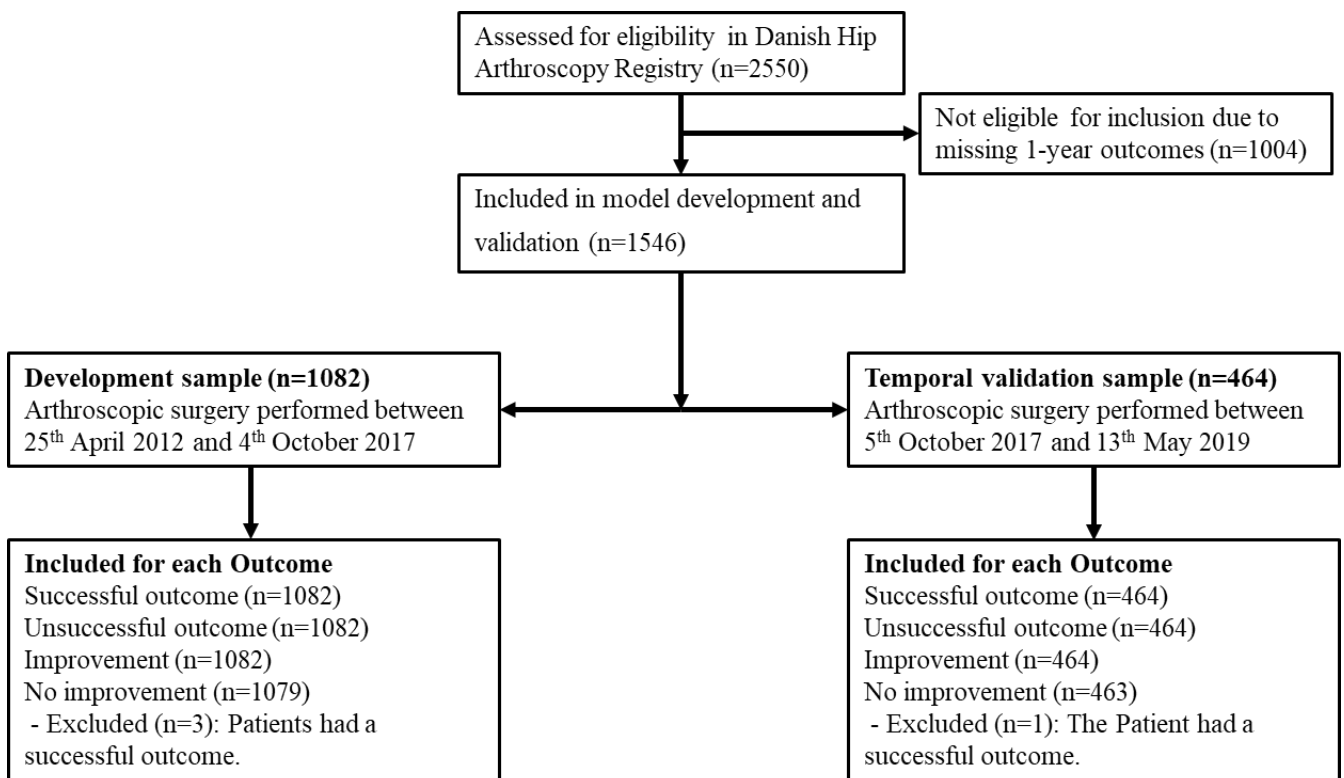 Assessed for eligibility in Danish Hip
Arthroscopy Registry (n=2550)
Not eligible for inclusion due to
missing 1-year outcomes (n=1004)
Included in model development and
validation (n=1546)
Development sample (n=1082)
Arthroscopic surgery performed between
25th April 2012 and 4th October 2017
Temporal validation sample (n=464)
Arthroscopic surgery performed between
5th October 2017 and 13th May 2019
Included for each Outcome
Successful outcome (n=1082)
Unsuccessful outcome (n=1082)
Improvement (n=1082)
No improvement (n=1079)
- Excluded (n=3): Patients had a
successful outcome.
Included for each Outcome
Successful outcome (n=464)
Unsuccessful outcome (n=464)
Improvement (n=464)
No improvement (n=463)
- Excluded (n=1): The Patient had a
successful outcome.